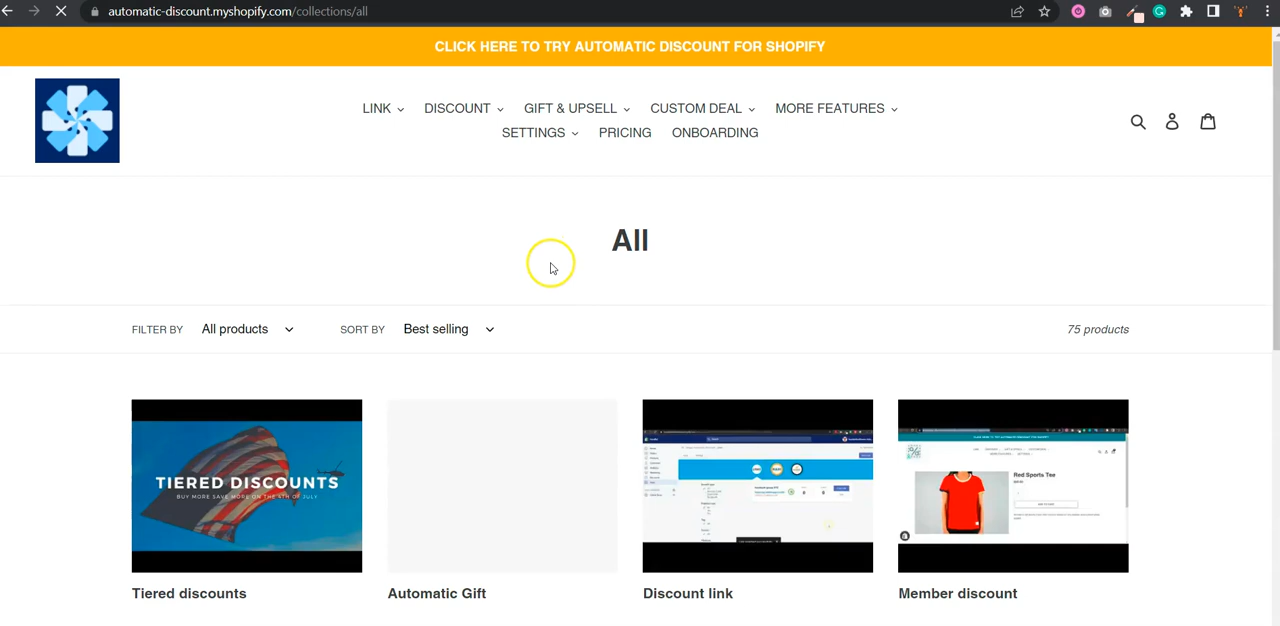 automatic-discount.myshopify.com/collections/all
CLICK HERE TO TRY AUTOMATIC DISCOUNT FOR SHOPIFY
LINK DISCOUNT GIFT & UPSELL CUSTOM DEAL MORE FEATURES
SETTINGS PRICING ONBOARDING
All
FILTER BY All products SORT BY Best selling 75 products
TIERED DISCOUNTS
BUY MORE SAVE MORE ON THE 4TH OF JULY
Red Sports Tee
Tiered discounts Automatic Gift Discount link Member discount